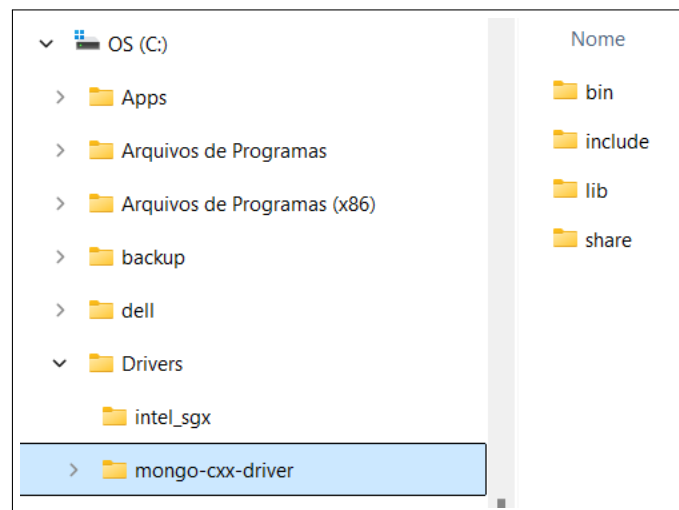 OS (C:)
Apps
Arquivos de Programas
Arquivos de Programas (x86)
backup
dell
Drivers
intel_sgx
mongo-cxx-driver
Nome
bin
include
lib
share